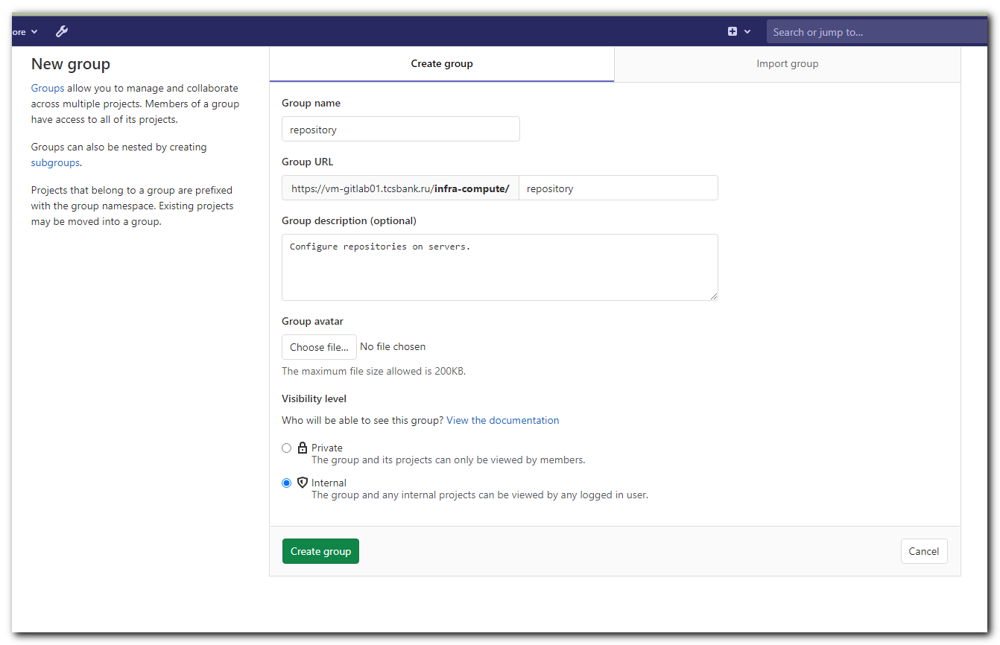 ore
Search or jump to...
New group
Groups allow you to manage and collaborate
across multiple projects. Members of a group
have access to all of its projects.
Groups can also be nested by creating
subgroups.
Projects that belong to a group are prefixed
with the group namespace. Existing projects
may be moved into a group.
Create group
Import group
Group name
repository
Group URL
https://vm-gitlab01.tcsbank.ru/infra-compute/ repository
Group description (optional)
Configure repositories on servers.
Group avatar
Choose file... No file chosen
The maximum file size allowed is 200KB.
Visibility level
Who will be able to see this group? View the documentation
Private
The group and its projects can only be viewed by members.
Internal
The group and any internal projects can be viewed by any logged in user.
Create group
Cancel